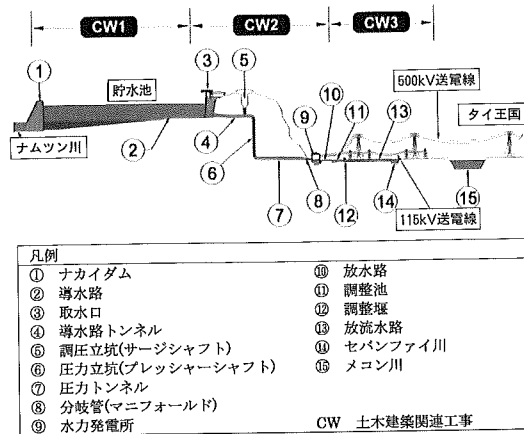 CW1 CW2 CW3
① ③ ⑤ ⑨ ⑩ ⑪ ⑬
500kV送電線
タイ王国
貯水池
ナムツン川
② ④ ⑥ ⑦ ⑧ ⑫ ⑭ ⑮
115kV送電線
凡例
① ナカイダム
② 導水路
③ 取水口
④ 導水路トンネル
⑤ 調圧立坑(サージシャフト)
⑥ 圧力立坑(プレッシャーシャフト)
⑦ 圧力トンネル
⑧ 分岐管(マニフォールド)
⑨ 水力発電所
⑩ 放水路
⑪ 調整池
⑫ 調整堰
⑬ 放流水路
⑭ セバンファイ川
⑮ メコン川
CW 土木建築関連工事